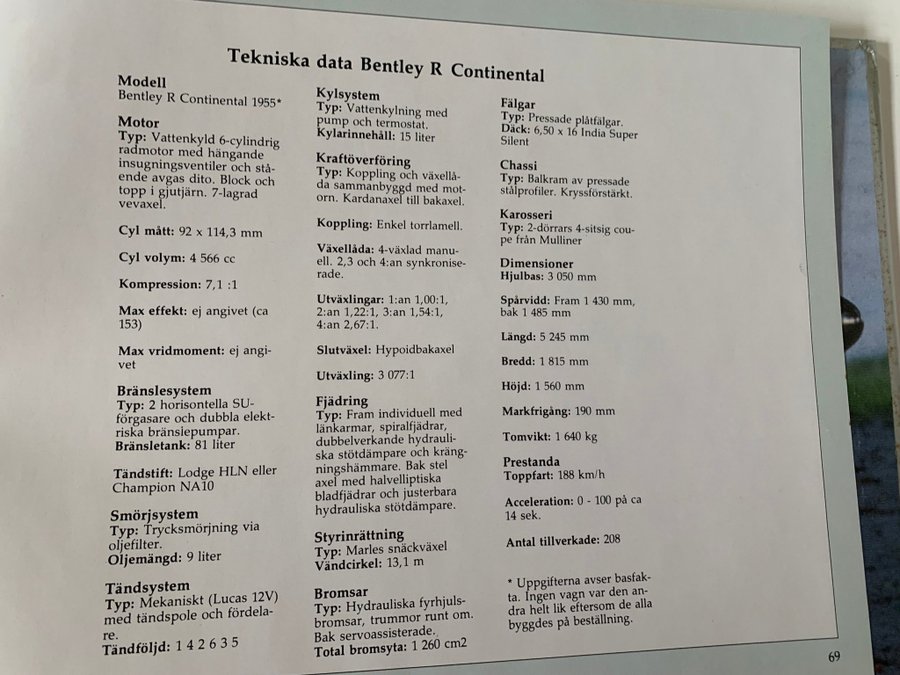 Tekniska data Bentley R Continental
Modell
Bentley R Continental 1955*
Motor
Typ: Vattenkyld 6-cylindrig
radmotor med hängande
insugningsventiler och stå-
ende avgas dito. Block och
topp i gjutjärn. 7-lagrad
vevaxel.
Cyl mått: 92 x 114,3 mm
Cyl volym: 4 566 cc
Kompression: 7,1 :1
Max effekt: ej angivet (ca
153)
Max vridmoment: ej angi-
vet
Bränslesystem
Typ: 2 horisontella SU-
förgasare och dubbla elekt-
riska bränslepumpar.
Bränsletank: 81 liter
Tändstift: Lodge HLN eller
Champion NA10
Smörjsystem
Typ: Trycksmörjning via
oljefilter.
Oljemängd: 9 liter
Tändsystem
Typ: Mekaniskt (Lucas 12V)
med tändspole och fördela-
re.
Tändföljd: 1 4 2 6 3 5
Kylsystem
Typ: Vattenkylning med
pump och termostat.
Kylarinnehåll: 15 liter
Kraftöverföring
Typ: Koppling och växellå-
da sammanbyggd med mot-
orn. Kardanaxel till bakaxel.
Koppling: Enkel torrlamell.
Växellåda: 4-växlad manu-
ell. 2,3 och 4:an synkronise-
rade.
Utväxlingar: 1:an 1,00:1,
2:an 1,22:1, 3:an 1,54:1,
4:an 2,67:1.
Slutväxel: Hypoidbakaxel
Utväxling: 3 077:1
Fjädring
Typ: Fram individuell med
länkarmar, spiralfjädrar,
dubbelverkande hydrauli-
ska stötdämpare och kräng-
ningshämmare. Bak stel
axel med halvelliptiska
bladfjädrar och justerbara
hydrauliska stötdämpare.
Styrinrättning
Typ: Marles snäckväxel
Vändcirkel: 13,1 m
Bromsar
Typ: Hydrauliska fyrhjuls-
bromsar, trummor runt om.
Bak servoassisterade.
Total bromsyta: 1 260 cm2
Fälgar
Typ: Pressade plåtfälgar.
Däck: 6,50 x 16 India Super
Silent
Chassi
Typ: Balkram av pressade
stålprofiler. Kryssförstärkt.
Karosseri
Typ: 2-dörrars 4-sitsig cou-
pe från Mulliner
Dimensioner
Hjulbas: 3 050 mm
Spårvidd: Fram 1 430 mm,
bak 1 485 mm
Längd: 5 245 mm
Bredd: 1 815 mm
Höjd: 1 560 mm
Markfrigång: 190 mm
Tomvikt: 1 640 kg
Prestanda
Toppfart: 188 km/h
Acceleration: 0 - 100 på ca
14 sek.
Antal tillverkade: 208
* Uppgifterna avser basfak-
ta. Ingen vagn var den an-
dra helt lik eftersom de alla
byggdes på beställning.
69